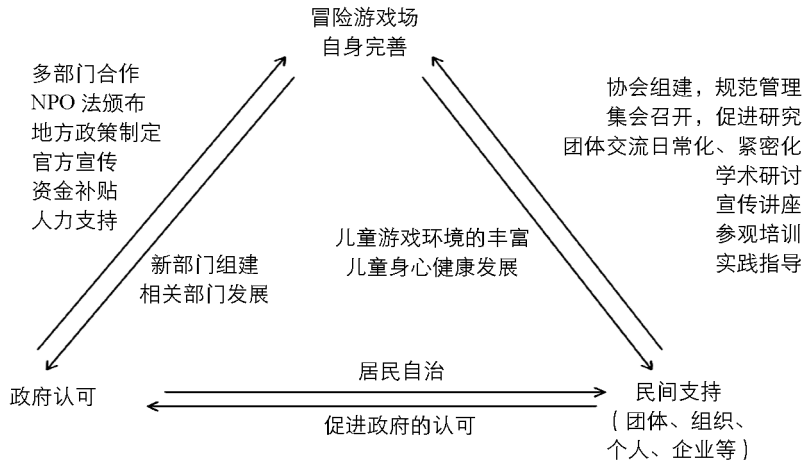 冒险游戏场
自身完善
多部门合作
NPO 法颁布
地方政策制定
官方宣传
资金补贴
人力支持
协会组建，规范管理
集会召开，促进研究
团体交流日常化、紧密化
学术研讨
宣传讲座
参观培训
实践指导
新部门组建
相关部门发展
儿童游戏环境的丰富
儿童身心健康发展
政府认可
居民自治
促进政府的认可
民间支持
（团体、组织、
个人、企业等）